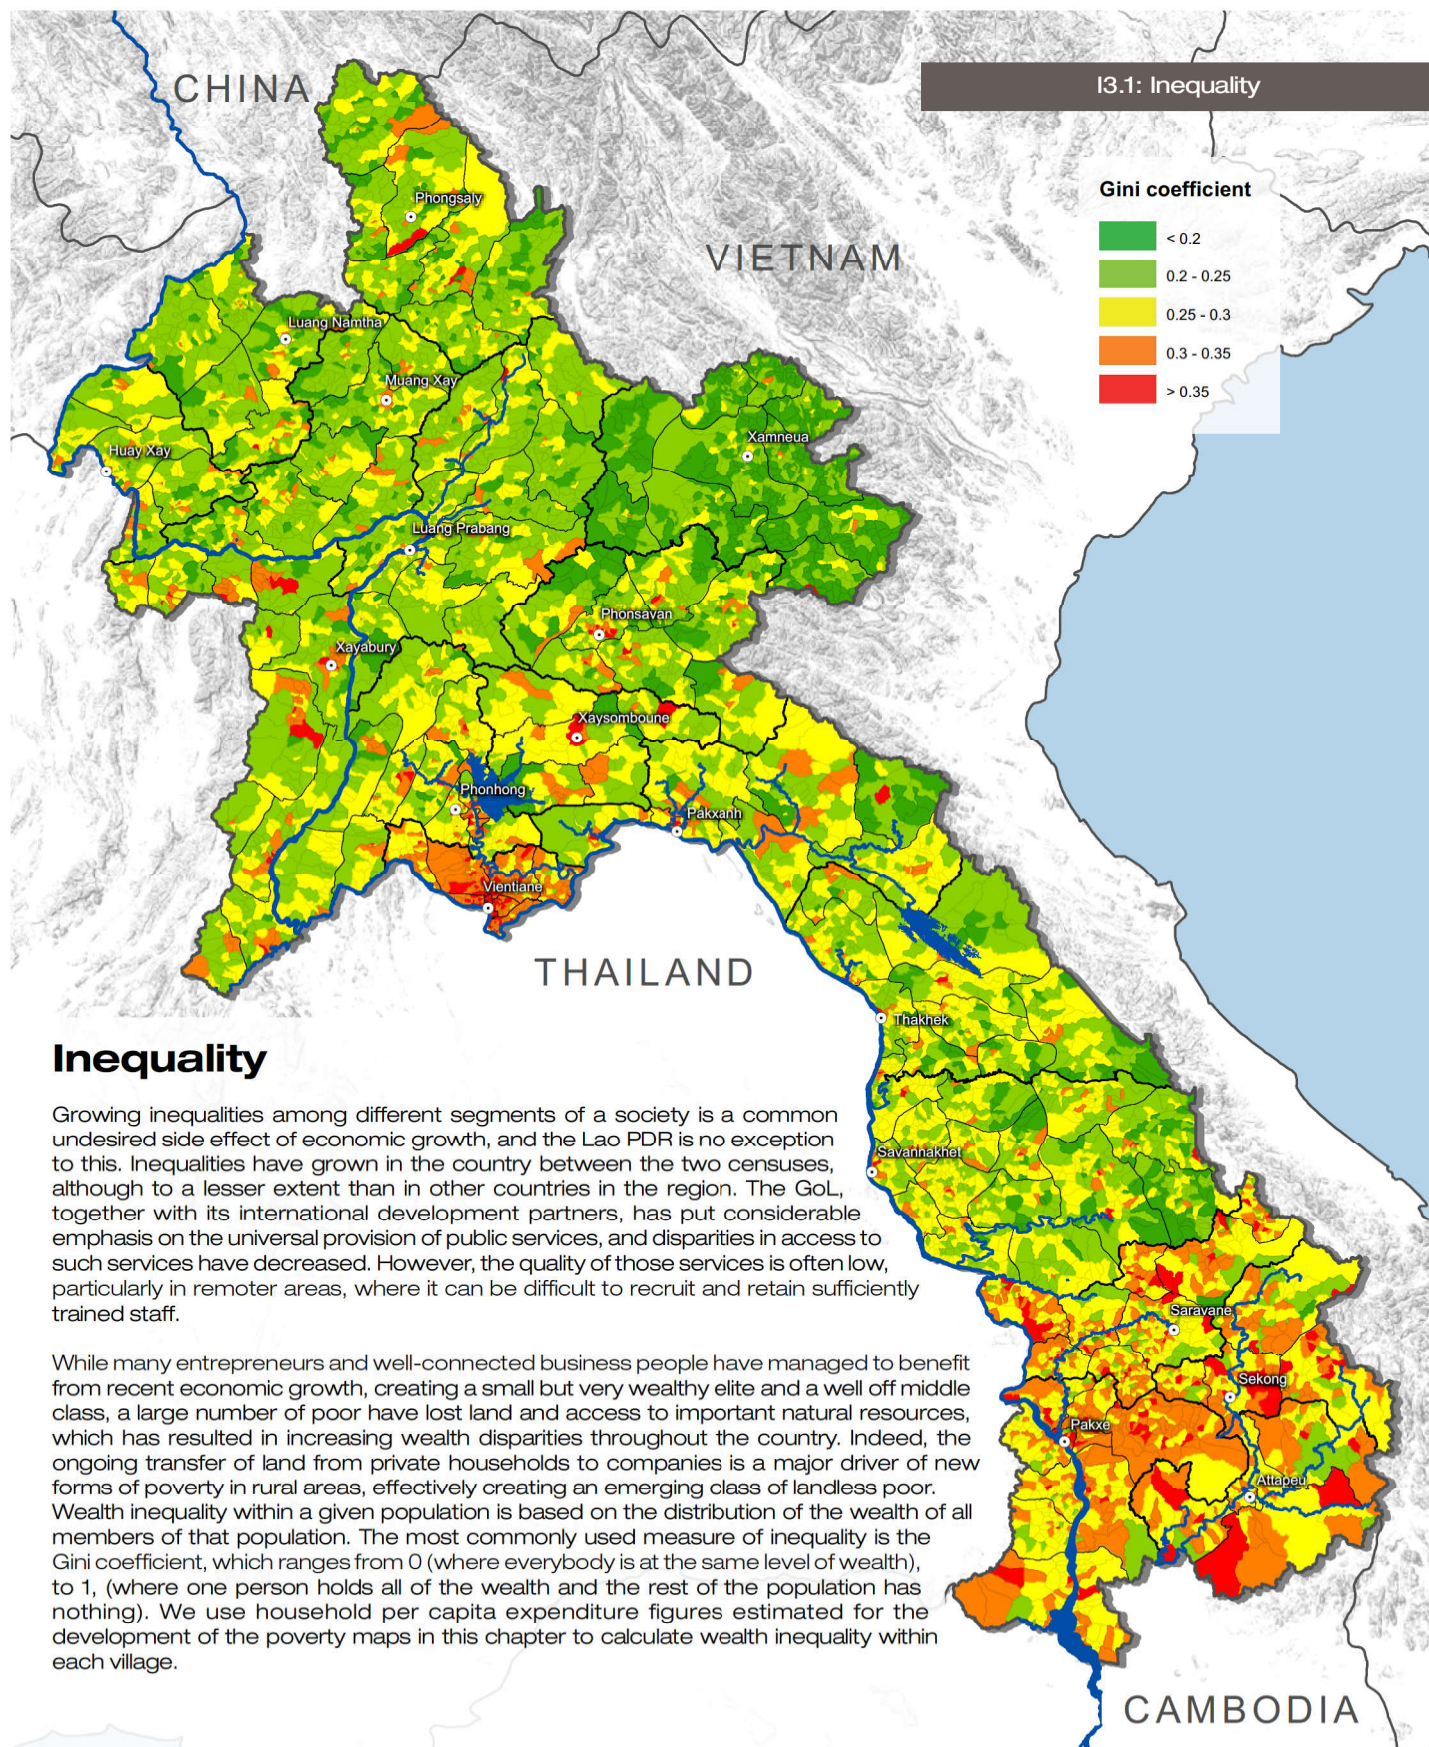 CHINA
I3.1: Inequality
Gini coefficient
< 0.2
0.2 - 0.25
0.25 - 0.3
0.3 - 0.35
> 0.35
VIETNAM
Phongsaly
Luang Namtha
Muang Xay
Huay Xay
Xamneua
Luang Prabang
Phonsavan
Xayabury
Xaysomboune
Phonhong
Pakxanh
Vientiane
THAILAND
Thakhek
Savannakhet
Saravane
Sekong
Pakxe
Attapeu
CAMBODIA
Inequality
Growing inequalities among different segments of a society is a common
undesired side effect of economic growth, and the Lao PDR is no exception
to this. Inequalities have grown in the country between the two censuses,
although to a lesser extent than in other countries in the region. The GoL,
together with its international development partners, has put considerable
emphasis on the universal provision of public services, and disparities in access to
such services have decreased. However, the quality of those services is often low,
particularly in remoter areas, where it can be difficult to recruit and retain sufficiently
trained staff.
While many entrepreneurs and well-connected business people have managed to benefit
from recent economic growth, creating a small but very wealthy elite and a well off middle
class, a large number of poor have lost land and access to important natural resources,
which has resulted in increasing wealth disparities throughout the country. Indeed, the
ongoing transfer of land from private households to companies is a major driver of new
forms of poverty in rural areas, effectively creating an emerging class of landless poor.
Wealth inequality within a given population is based on the distribution of the wealth of all
members of that population. The most commonly used measure of inequality is the
Gini coefficient, which ranges from 0 (where everybody is at the same level of wealth),
to 1, (where one person holds all of the wealth and the rest of the population has
nothing). We use household per capita expenditure figures estimated for the
development of the poverty maps in this chapter to calculate wealth inequality within
each village.